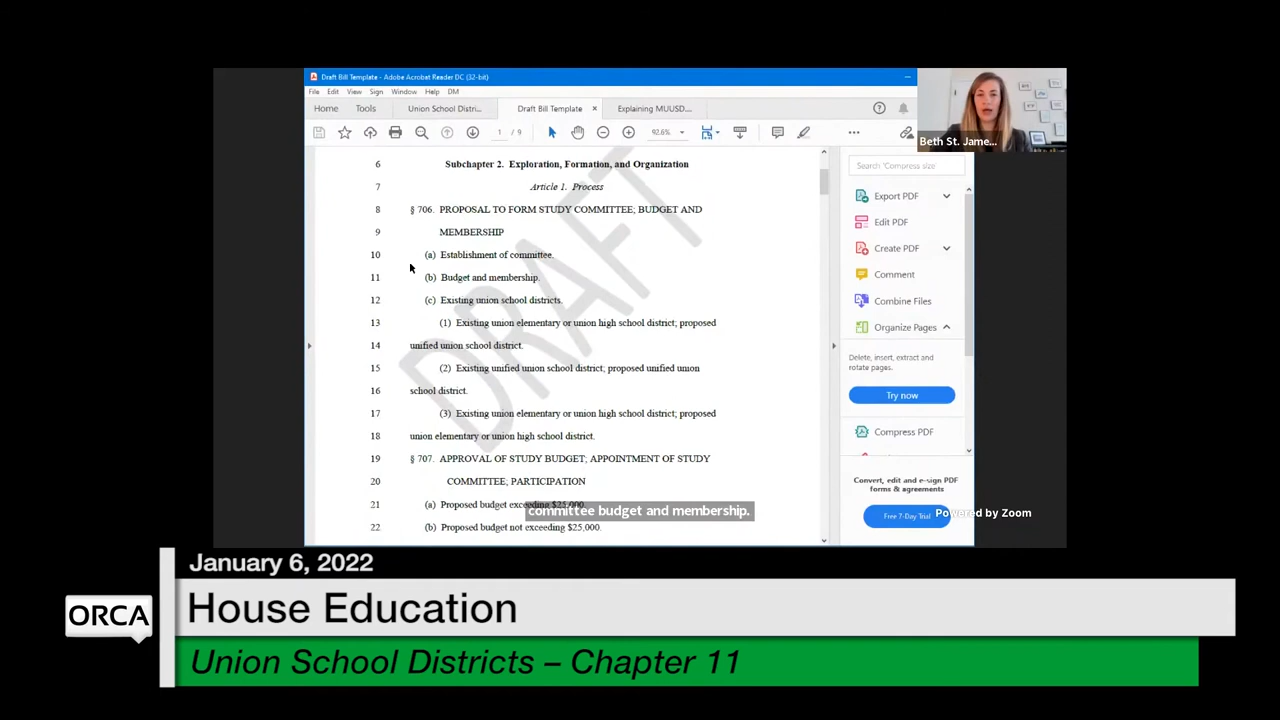 Draft Bill Template - Adobe Acrobat Reader DC (32-bit)
File Edit View Sign Window Help DM
Home Tools Union School Distri... Draft Bill Template × Explaining MUUSD....
1 / 9 92.6%
Beth St. Jame...
DRAFT
6 Subchapter 2. Exploration, Formation, and Organization
7 Article 1. Process
8 § 706. PROPOSAL TO FORM STUDY COMMITTEE; BUDGET AND
9 MEMBERSHIP
10 (a) Establishment of committee.
11 (b) Budget and membership.
12 (c) Existing union school districts.
13 (1) Existing union elementary or union high school district; proposed
14 unified union school district.
15 (2) Existing unified union school district; proposed unified union
16 school district.
17 (3) Existing union elementary or union high school district; proposed
18 union elementary or union high school district.
19 § 707. APPROVAL OF STUDY BUDGET; APPOINTMENT OF STUDY
20 COMMITTEE; PARTICIPATION
21 (a) Proposed budget exceeding $25,000.
22 (b) Proposed budget not exceeding $25,000.
committee budget and membership.
Search 'Compress size
Export PDF
Edit PDF
Create PDF
Comment
Combine Files
Organize Pages
Delete, insert, extract and
rotate pages.
Try now
Compress PDF
Convert, edit and e-sign PDF
forms & agreements
Free 7-Day Trial
Powered by Zoom
January 6, 2022
ORCA
House Education
Union School Districts – Chapter 11